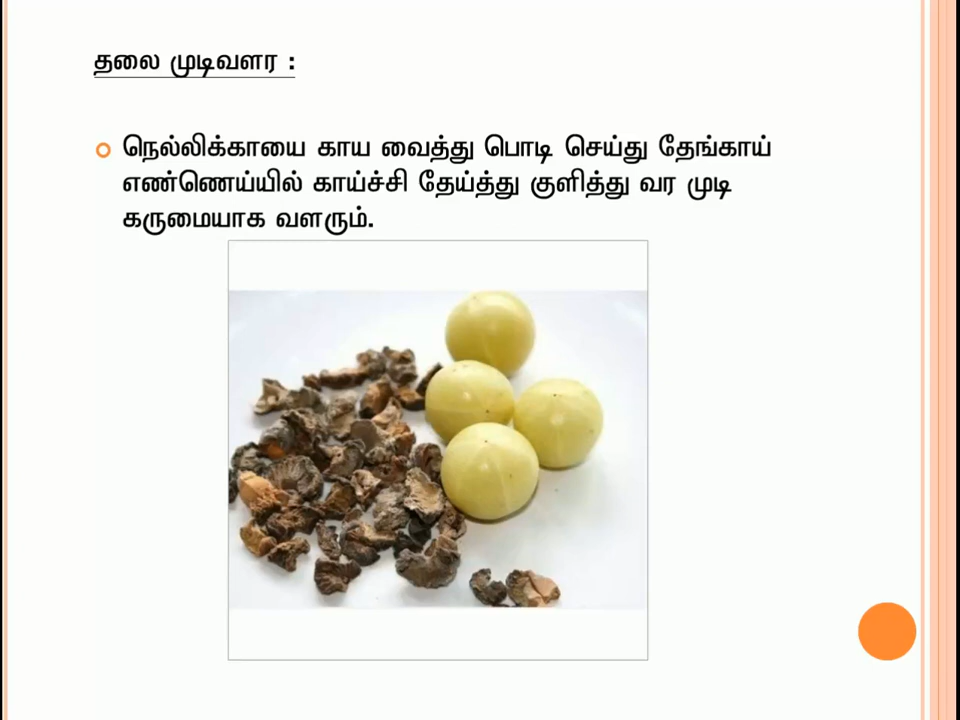 தலை முடிவளர :
நெல்லிக்காயை காய வைத்து பொடி செய்து தேங்காய்
எண்ணெய்யில் காய்ச்சி தேய்த்து குளித்து வர முடி
கருமையாக வளரும்.